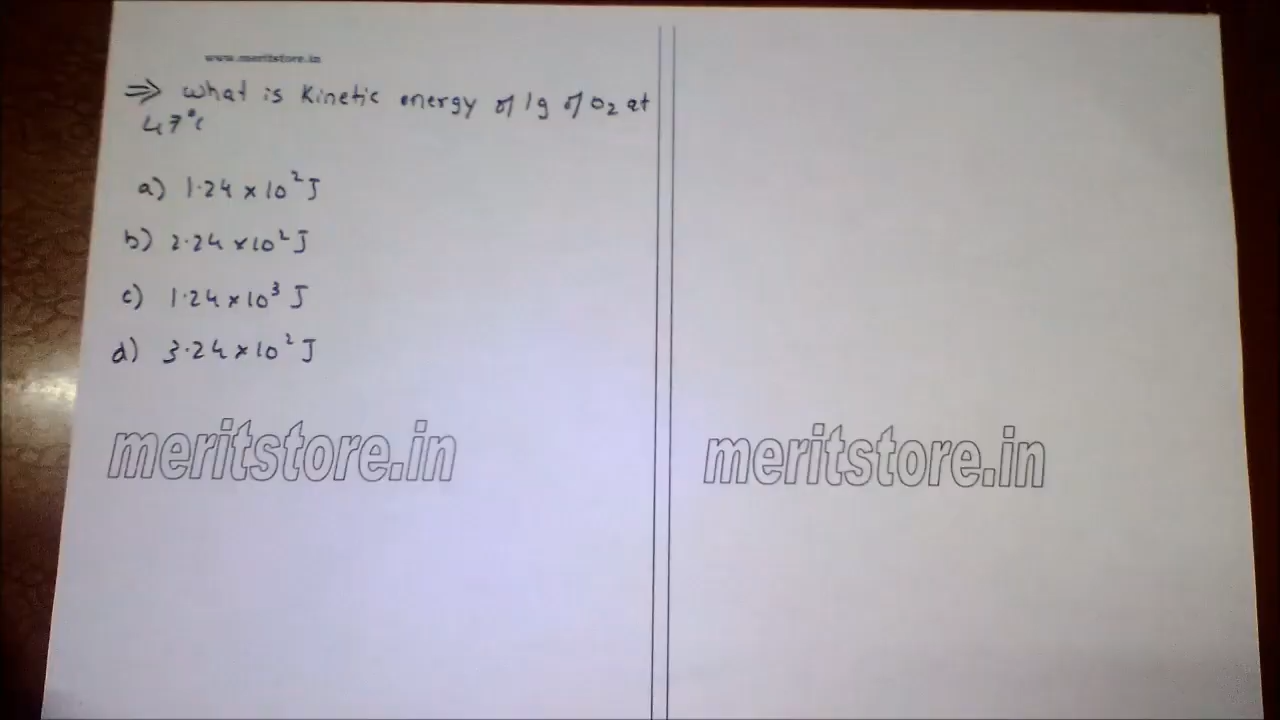 www.meritstore.in
⇒ what is Kinetic energy of 1g of O₂ at
47°c
a) 1.24 × 10² J
b) 2.24 × 10² J
c) 1.24 × 10³ J
d) 3.24 × 10² J
meritstore.in
meritstore.in